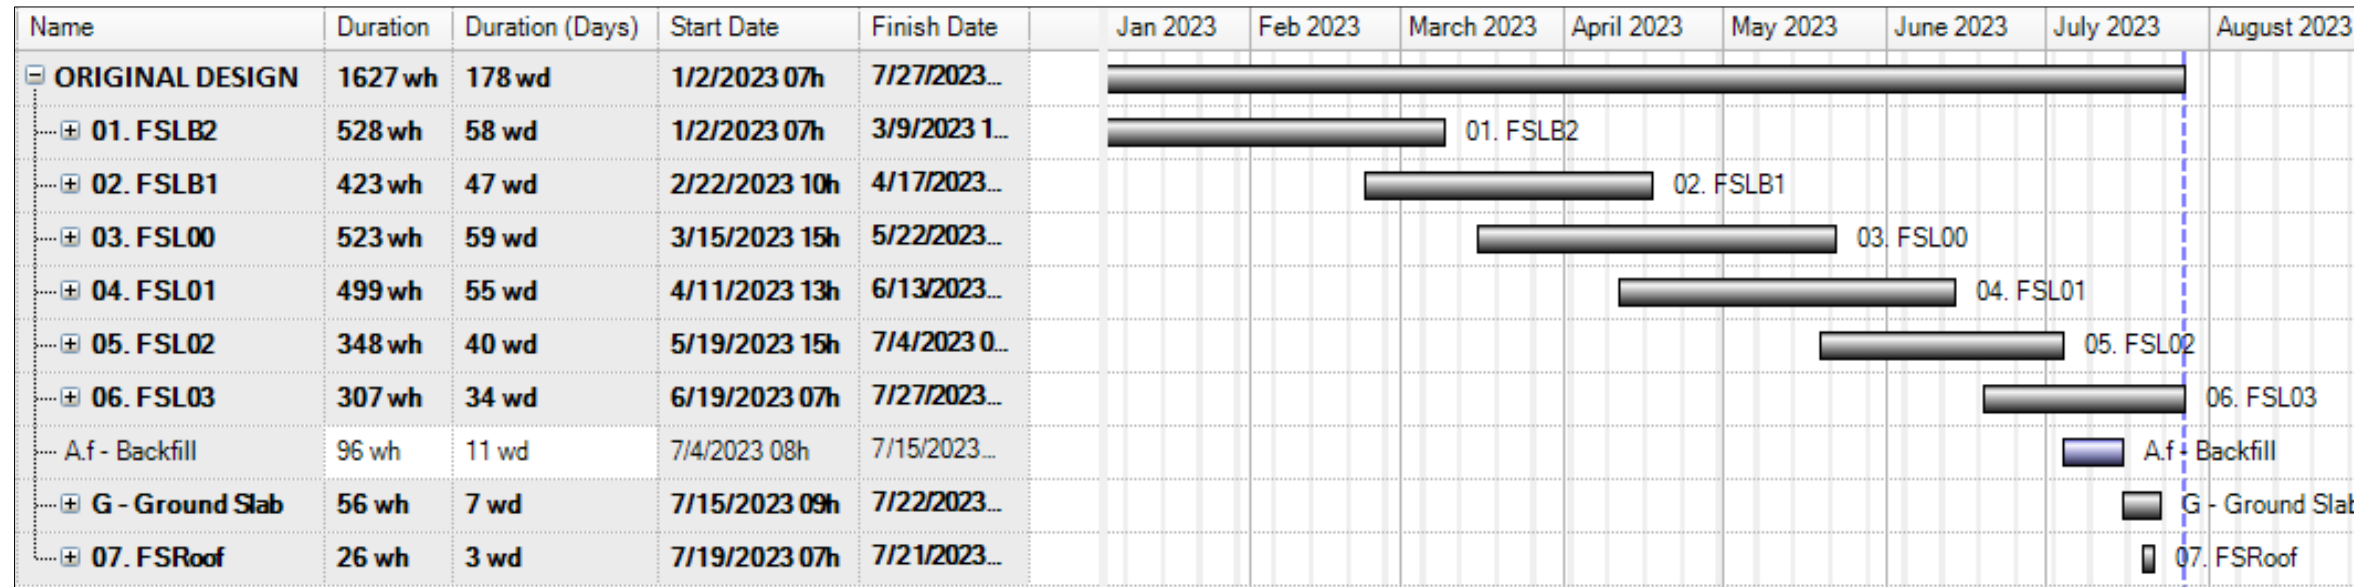 Name Duration Duration (Days) Start Date Finish Date Jan 2023 Feb 2023 March 2023 April 2023 May 2023 June 2023 July 2023 August 2023
ORIGINAL DESIGN 1627 wh 178 wd 1/2/2023 07h 7/27/2023...
01. FSLB2 528 wh 58 wd 1/2/2023 07h 3/9/2023 1... 01. FSLB2
02. FSLB1 423 wh 47 wd 2/22/2023 10h 4/17/2023... 02. FSLB1
03. FSL00 523 wh 59 wd 3/15/2023 15h 5/22/2023... 03. FSL00
04. FSL01 499 wh 55 wd 4/11/2023 13h 6/13/2023... 04. FSL01
05. FSL02 348 wh 40 wd 5/19/2023 15h 7/4/2023 0... 05. FSL02
06. FSL03 307 wh 34 wd 6/19/2023 07h 7/27/2023... 06. FSL03
A.f - Backfill 96 wh 11 wd 7/4/2023 08h 7/15/2023... A.f - Backfill
G - Ground Slab 56 wh 7 wd 7/15/2023 09h 7/22/2023... G - Ground Slab
07. FSRoof 26 wh 3 wd 7/19/2023 07h 7/21/2023... 07. FSRoof